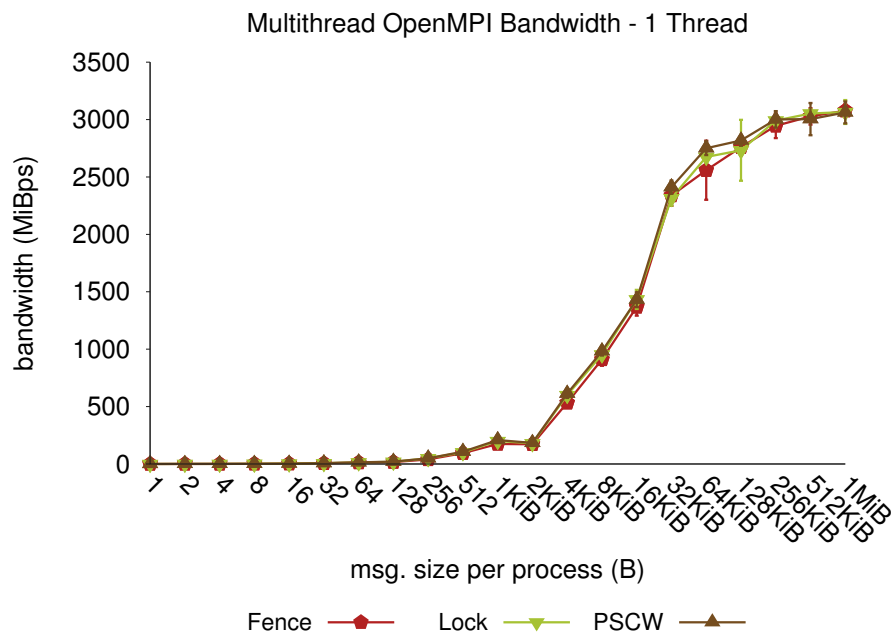 Multithread OpenMPI Bandwidth - 1 Thread
3500
3000
2500
2000
1500
1000
500
0
bandwidth (MiBps)
1
2
4
8
16
32
64
128
256
512
1KiB
2KiB
4KiB
8KiB
16KiB
32KiB
64KiB
128KiB
256KiB
512KiB
1MiB
msg. size per process (B)
Fence Lock PSCW